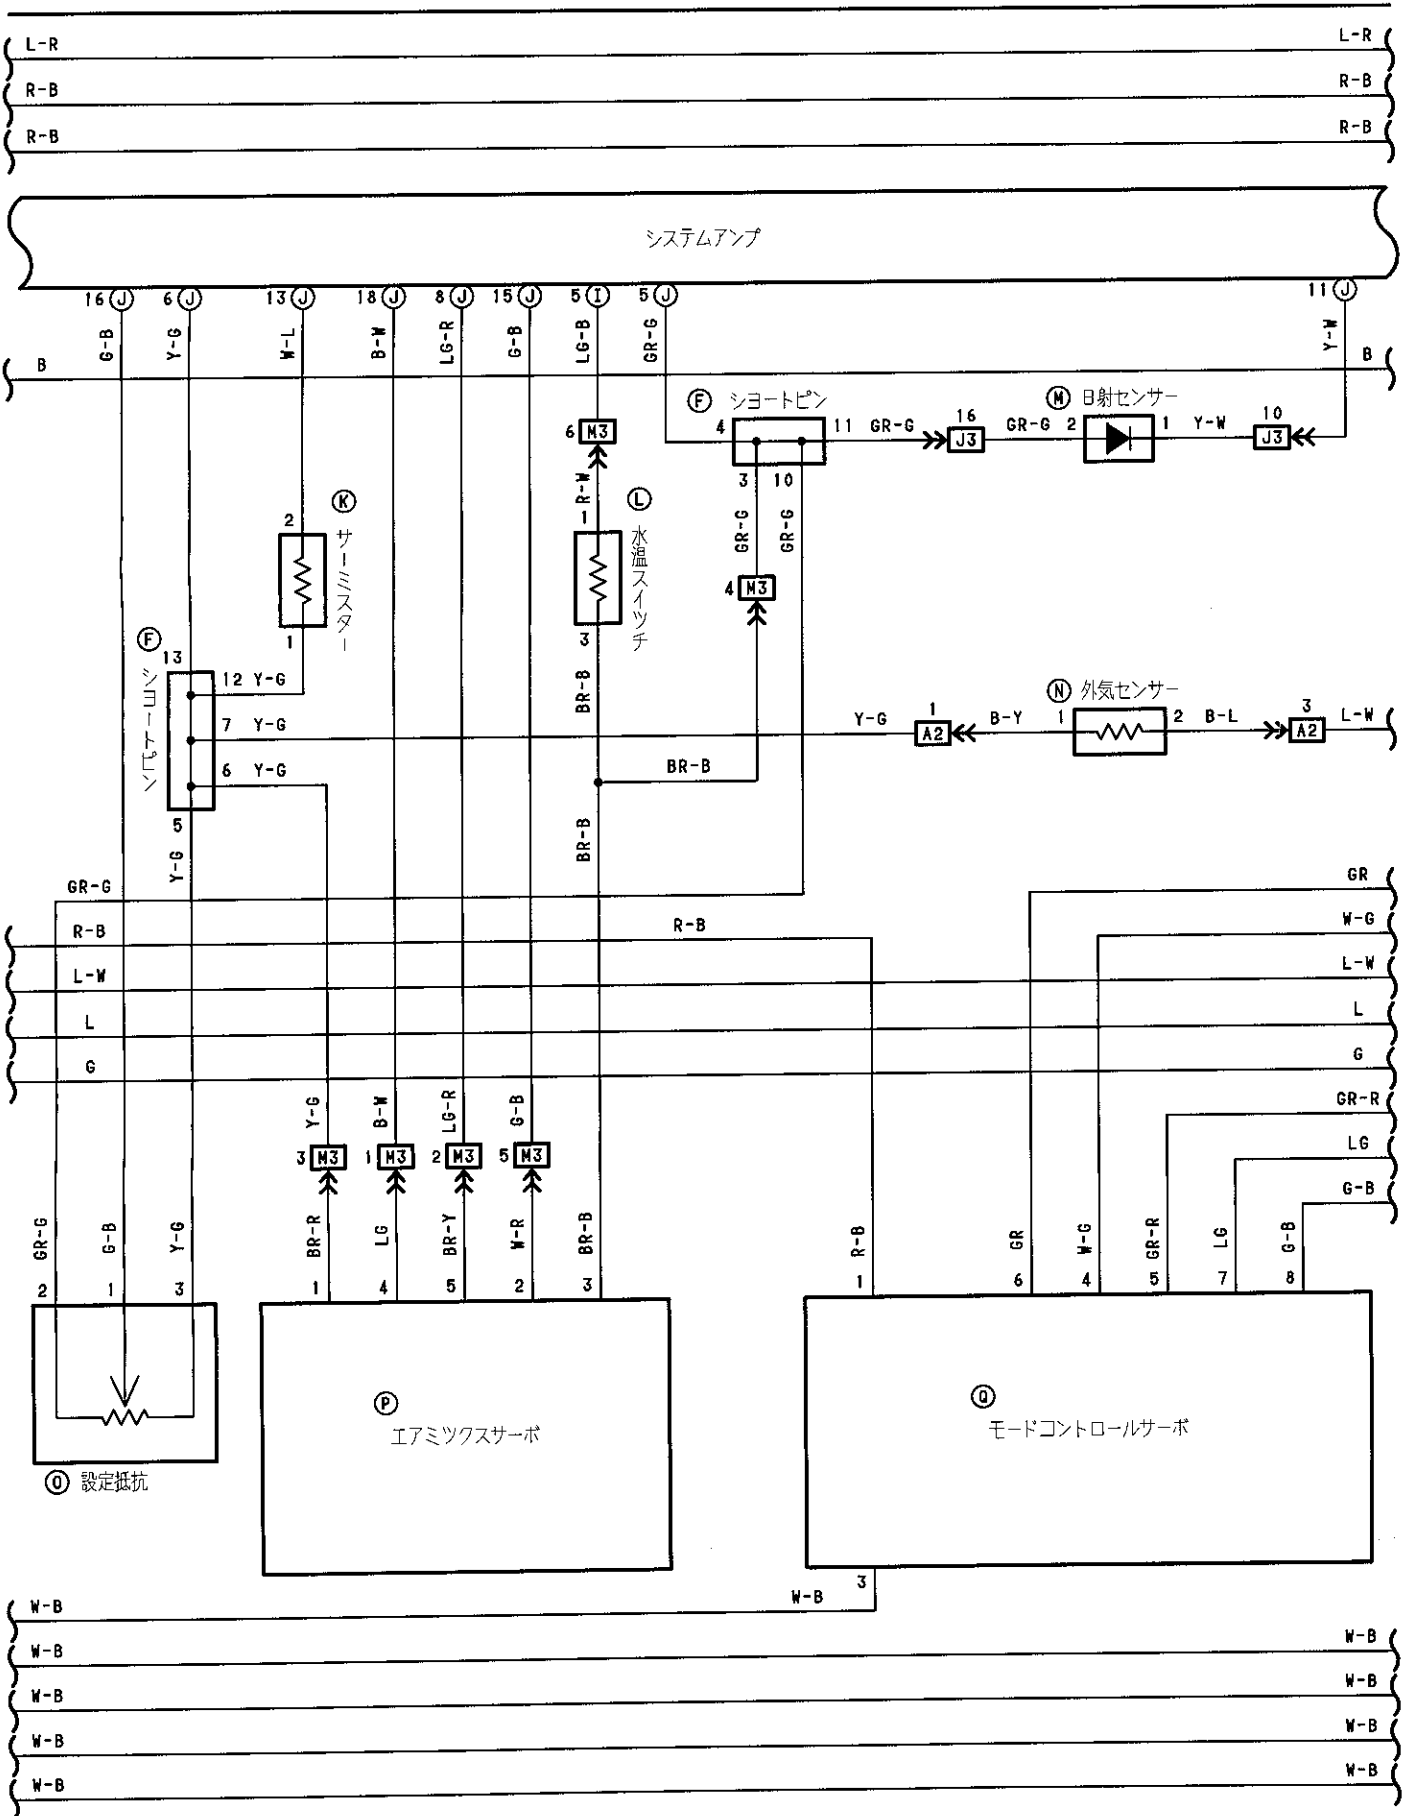 L-R L-R
R-B R-B
R-B R-B
システムアンプ
16 J 6 J 13 J 18 J 8 J 15 J 5 I 5 J 11 J
G-B Y-G W-L B-W LG-R G-B LG-B GR-G Y-W
B B
F シヨートピン
M 日射センサー
6 M3
4 11 GR-G 16 J3 GR-G 2 1 Y-W 10 J3
3 10
R-W
GR-G GR-G
K サーミスター
2
1
L 水温スイツチ
1
3
4 M3
F シヨートピン
13
12 Y-G
7 Y-G
6 Y-G
5
Y-G
BR-B
N 外気センサー
Y-G 1 A2 B-Y 1 2 B-L 3 A2 L-W
BR-B
BR-B
GR-G GR
R-B R-B W-G
L-W L-W
L L
G G
Y-G B-W LG-R G-B GR-R
3 M3 1 M3 2 M3 5 M3 LG
G-B
GR-G G-B Y-G BR-R LG BR-Y W-R BR-B R-B GR W-G GR-R LG G-B
2 1 3 1 4 5 2 3 1 6 4 5 7 8
P
エアミツクスサーボ
Q
モードコントロールサーボ
O 設定抵抗
3
W-B W-B
W-B W-B
W-B W-B
W-B W-B
W-B W-B